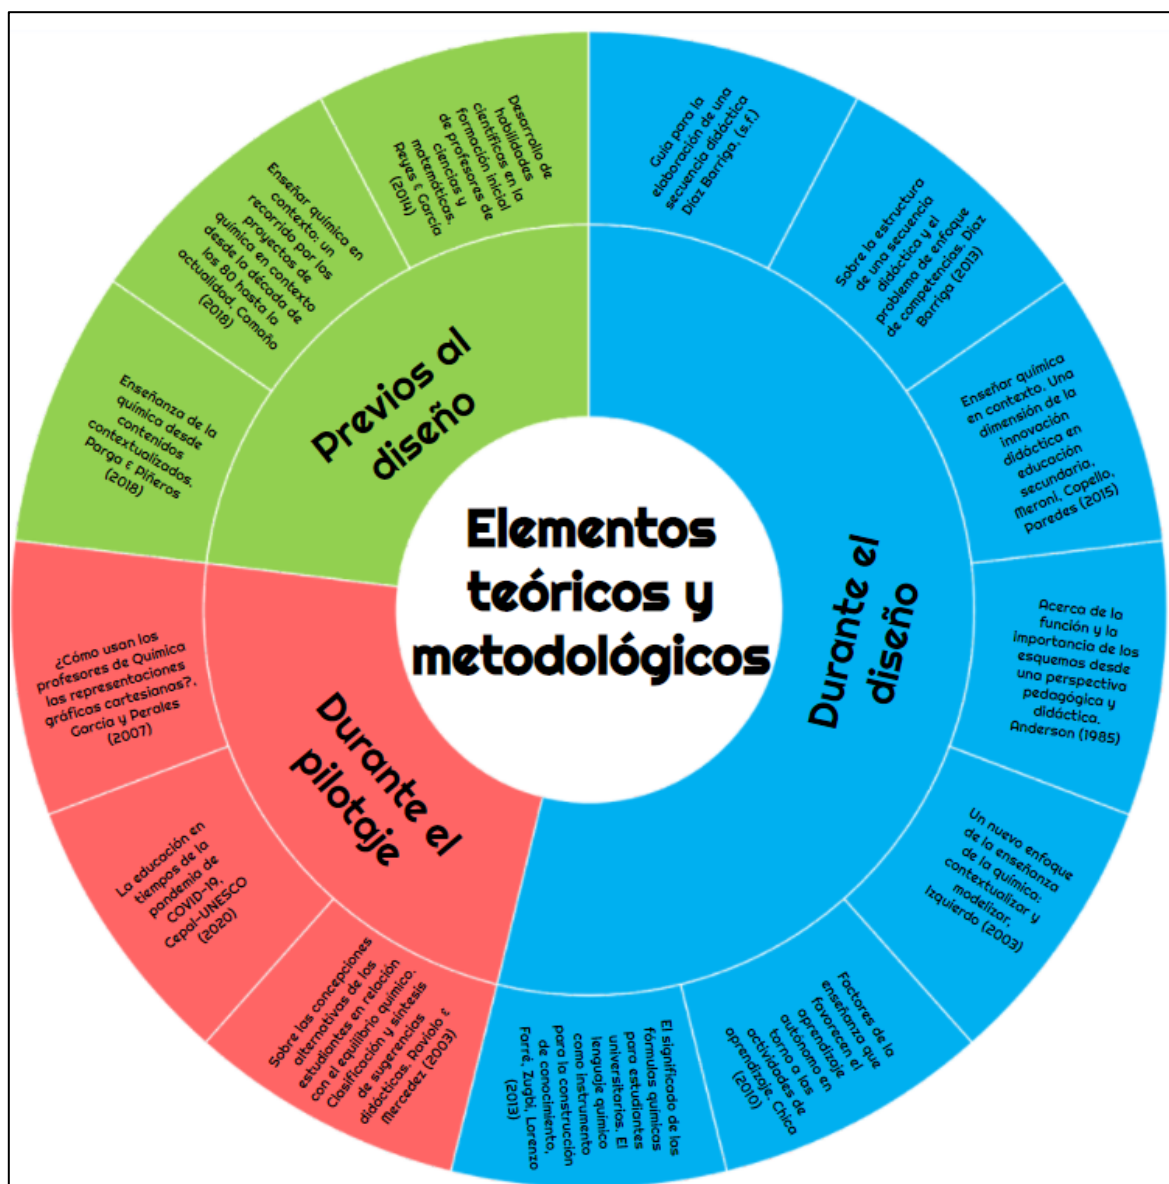 Elementos
teóricos y
metodológicos
Previos al
diseño
Enseñanza de la
química desde
contenidos
contextualizados.
Parga & Piñeros
(2018)
Enseñar química en
contexto: un
recorrido por los
proyectos de
química en contexto
desde la década de
los 80 hasta la
actualidad. Camaño
(2018)
Desarrollo de
habilidades
científicas en la
formación inicial
de profesores de
ciencias y
matemáticas.
Reyes & García
(2014)
Durante el
diseño
Guía para la
elaboración de una
secuencia didáctica
Díaz Barriga, (s.f.)
Sobre la estructura
de una secuencia
didáctica y el
problema de enfoque
de competencias. Díaz
Barriga (2013)
Enseñar química
en contexto. Una
dimensión de la
innovación
didáctica en
educación
secundaria,
Meroni, Copello,
Paredes (2015)
Acerca de la
función y la
importancia de los
esquemas desde
una perspectiva
pedagógica y
didáctica.
Anderson (1985)
Un nuevo enfoque
de la enseñanza
de la química:
contextualizar y
modelizar,
Izquierdo (2003)
Factores de la
enseñanza que
favorecen el
aprendizaje
autónomo en
torno a las
actividades de
aprendizaje. Chica
(2010)
El significado de las
fórmulas químicas
para estudiantes
universitarios. El
lenguaje químico
como instrumento
para la construcción
de conocimiento,
Farré, Zugbi, Lorenzo
(2013)
Durante el
pilotaje
Sobre las concepciones
alternativas de los
estudiantes en relación
con el equilibrio químico.
Clasificación y síntesis
de sugerencias
didácticas. Raviolo &
Mercedez (2003)
La educación en
tiempos de la
pandemia de
COVID-19,
Cepal-UNESCO
(2020)
¿Cómo usan los
profesores de Química
las representaciones
gráficas cartesianas?,
García y Perales
(2007)